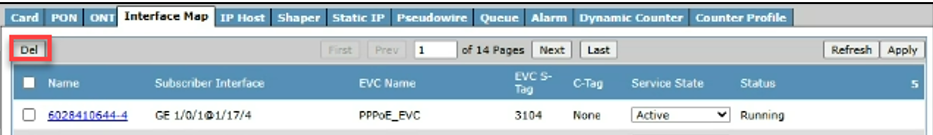 Card PON ONT Interface Map IP Host Shaper Static IP Pseudowire Queue Alarm Dynamic Counter Counter Profile
Del First Prev 1 of 14 Pages Next Last Refresh Apply
Name Subscriber Interface EVC Name EVC S-Tag C-Tag Service State Status S
6028410644-4 GE 1/0/1@1/17/4 PPPoE_EVC 3104 None Active Running